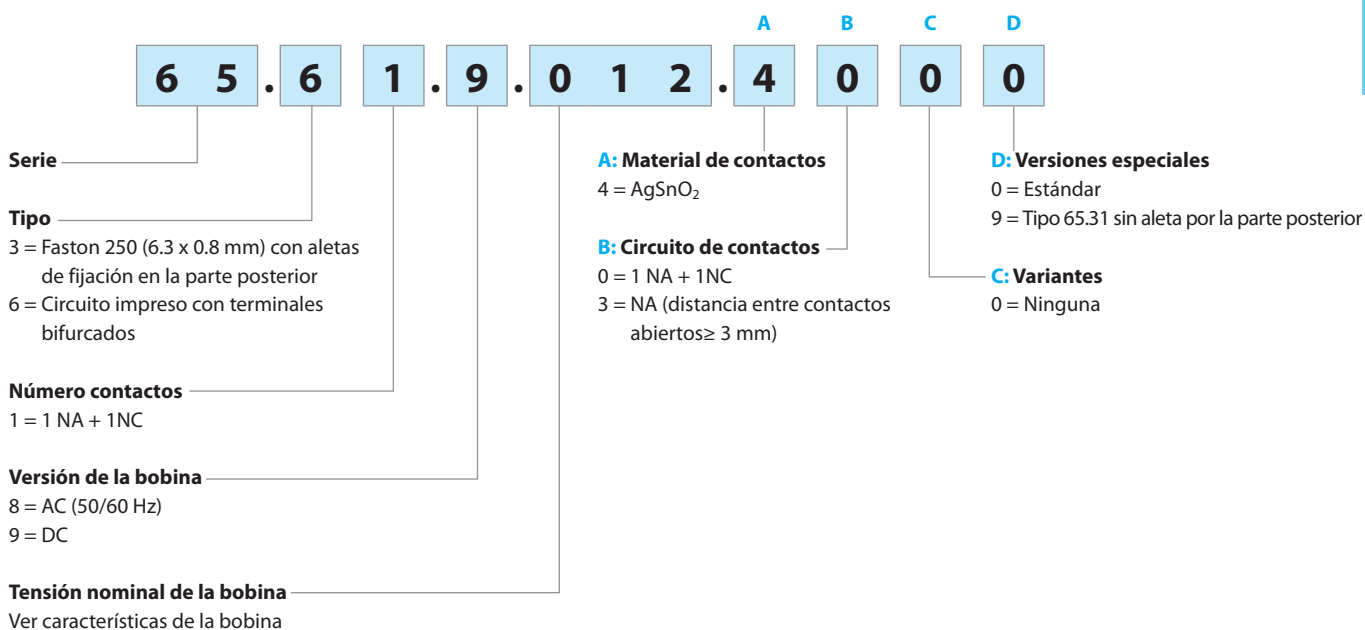 A B C D
6 5 . 6 1 . 9 . 0 1 2 . 4 0 0 0
Serie
Tipo
3 = Faston 250 (6.3 x 0.8 mm) con aletas
de fijación en la parte posterior
6 = Circuito impreso con terminales
bifurcados
Número contactos
1 = 1 NA + 1NC
Versión de la bobina
8 = AC (50/60 Hz)
9 = DC
Tensión nominal de la bobina
Ver características de la bobina
A: Material de contactos
4 = AgSnO₂
B: Circuito de contactos
0 = 1 NA + 1NC
3 = NA (distancia entre contactos
abiertos≥ 3 mm)
D: Versiones especiales
0 = Estándar
9 = Tipo 65.31 sin aleta por la parte posterior
C: Variantes
0 = Ninguna